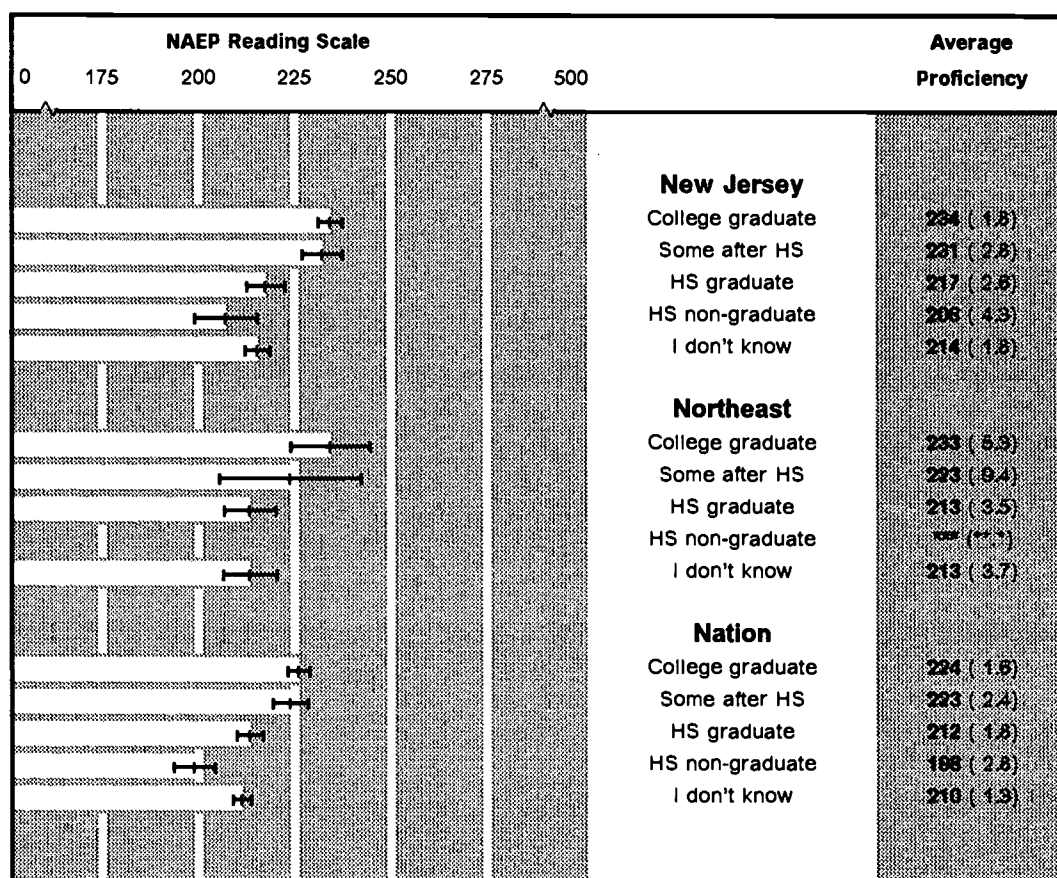 NAEP Reading Scale
Average
0 175 200 225 250 275 500
Proficiency
New Jersey
College graduate 234 ( 1.8)
Some after HS 231 ( 2.8)
HS graduate 217 ( 2.6)
HS non-graduate ( 4.3)
I don't know 214 ( 1.8)
Northeast
College graduate 233 ( 5.3)
Some after HS 223 ( 9.4)
HS graduate 213 ( 3.5)
HS non-graduate *** (**.*)
I don't know 213 ( 3.7)
Nation
College graduate 224 ( 1.6)
Some after HS 223 ( 2.4)
HS graduate 212 ( 1.6)
HS non-graduate 198 ( 2.8)
I don't know 210 ( 1.3)